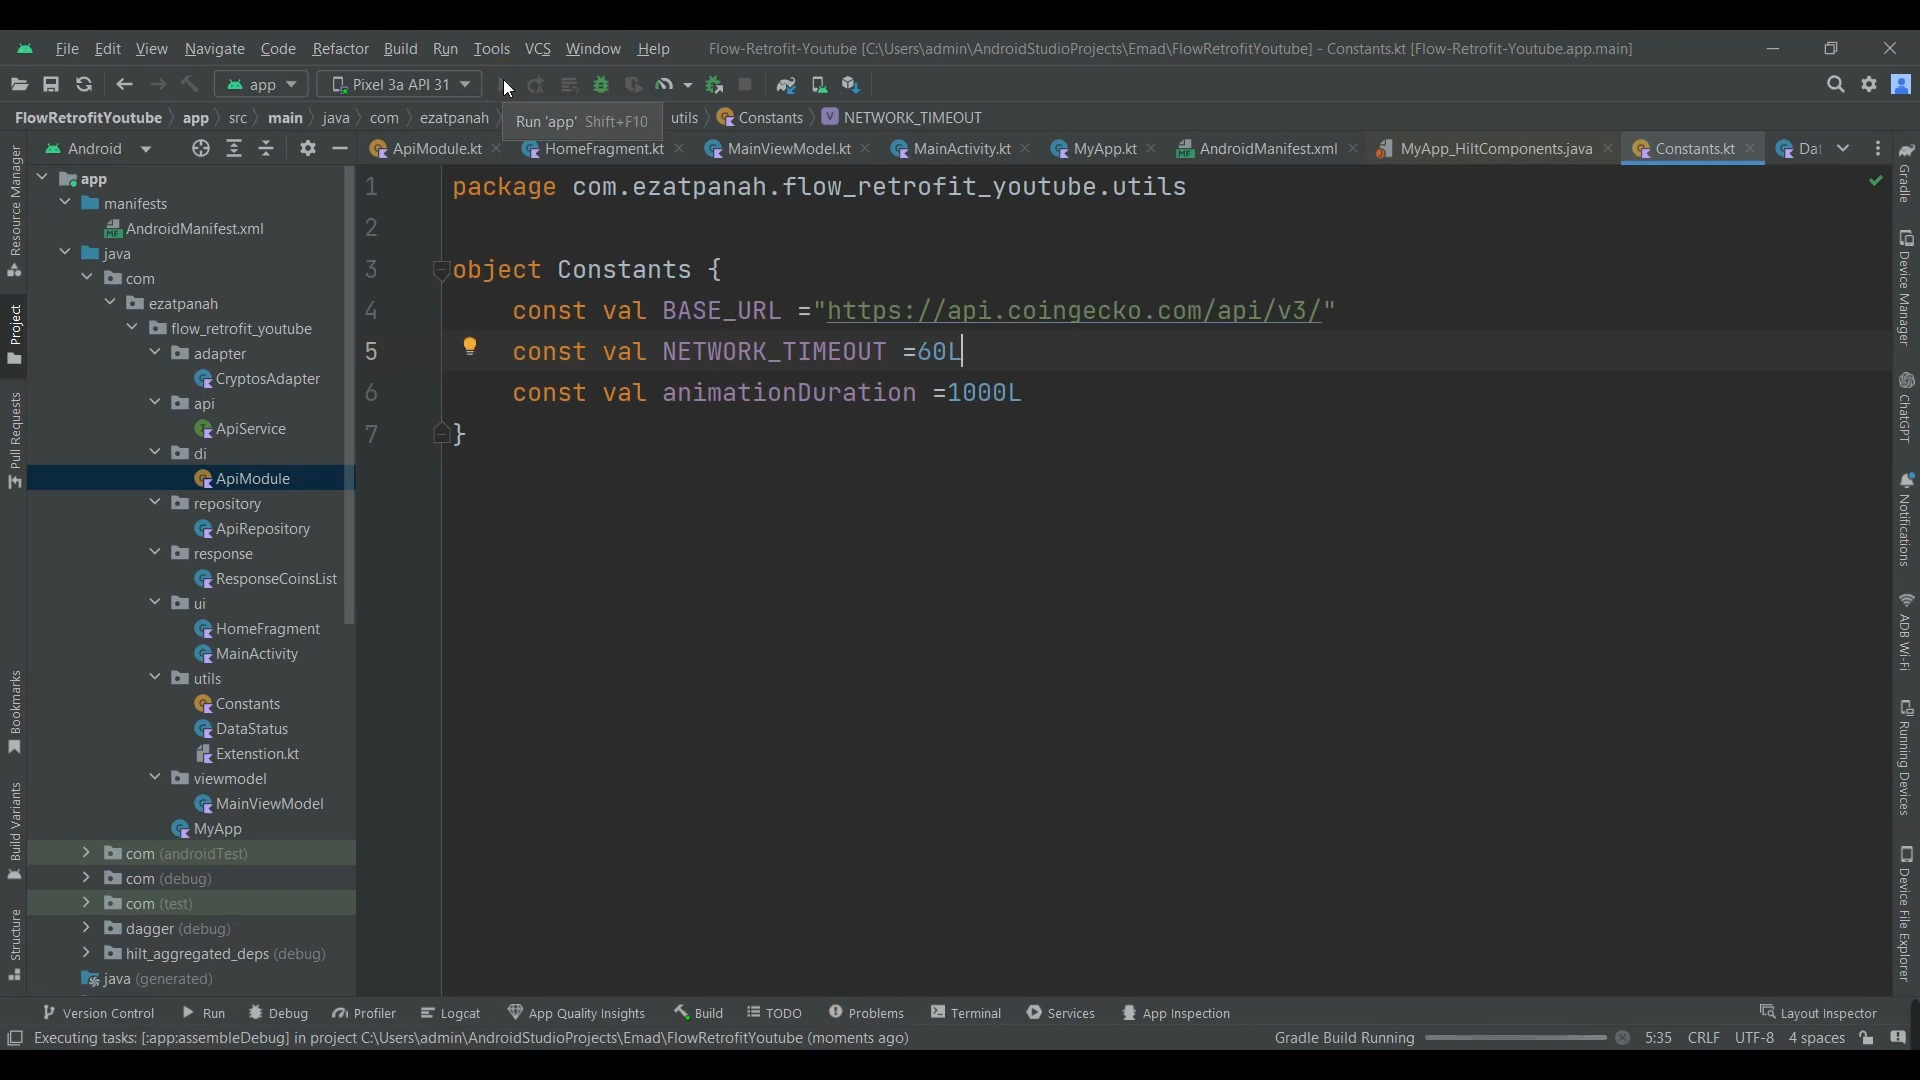 File Edit View Navigate Code Refactor Build Run Tools VCS Window Help Flow-Retrofit-Youtube [C:\Users\admin\AndroidStudioProjects\Emad\FlowRetrofitYoutube] - Constants.kt [Flow-Retrofit-Youtube.app.main]
app Pixel 3a API 31
FlowRetrofitYoutube app src main java com ezatpanah utils Constants NETWORK_TIMEOUT
Run 'app' Shift+F10
Android ApiModule.kt HomeFragment.kt MainViewModel.kt MainActivity.kt MyApp.kt AndroidManifest.xml MyApp_HiltComponents.java Constants.kt Dat
Resource Manager
Project
Pull Requests
Bookmarks
Build Variants
Structure
app
manifests
AndroidManifest.xml
java
com
ezatpanah
flow_retrofit_youtube
adapter
CryptosAdapter
api
ApiService
di
ApiModule
repository
ApiRepository
response
ResponseCoinsList
ui
HomeFragment
MainActivity
utils
Constants
DataStatus
Extenstion.kt
viewmodel
MainViewModel
MyApp
com (androidTest)
com (debug)
com (test)
dagger (debug)
hilt_aggregated_deps (debug)
java (generated)
1 package com.ezatpanah.flow_retrofit_youtube.utils
2
3 object Constants {
4 const val BASE_URL ="https://api.coingecko.com/api/v3/"
5 const val NETWORK_TIMEOUT =60L
6 const val animationDuration =1000L
7 }
Gradle
Device Manager
ChatGPT
Notifications
ADB Wi-Fi
Running Devices
Device File Explorer
Version Control Run Debug Profiler Logcat App Quality Insights Build TODO Problems Terminal Services App Inspection Layout Inspector
Executing tasks: [:app:assembleDebug] in project C:\Users\admin\AndroidStudioProjects\Emad\FlowRetrofitYoutube (moments ago) Gradle Build Running 5:35 CRLF UTF-8 4 spaces